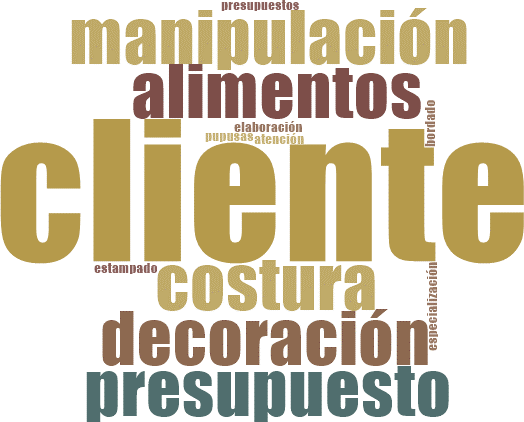 presupuestos
manipulación
alimentos
elaboración
bordado
pupusas atención
cliente
estampado
costura
especialización
decoración
presupuesto